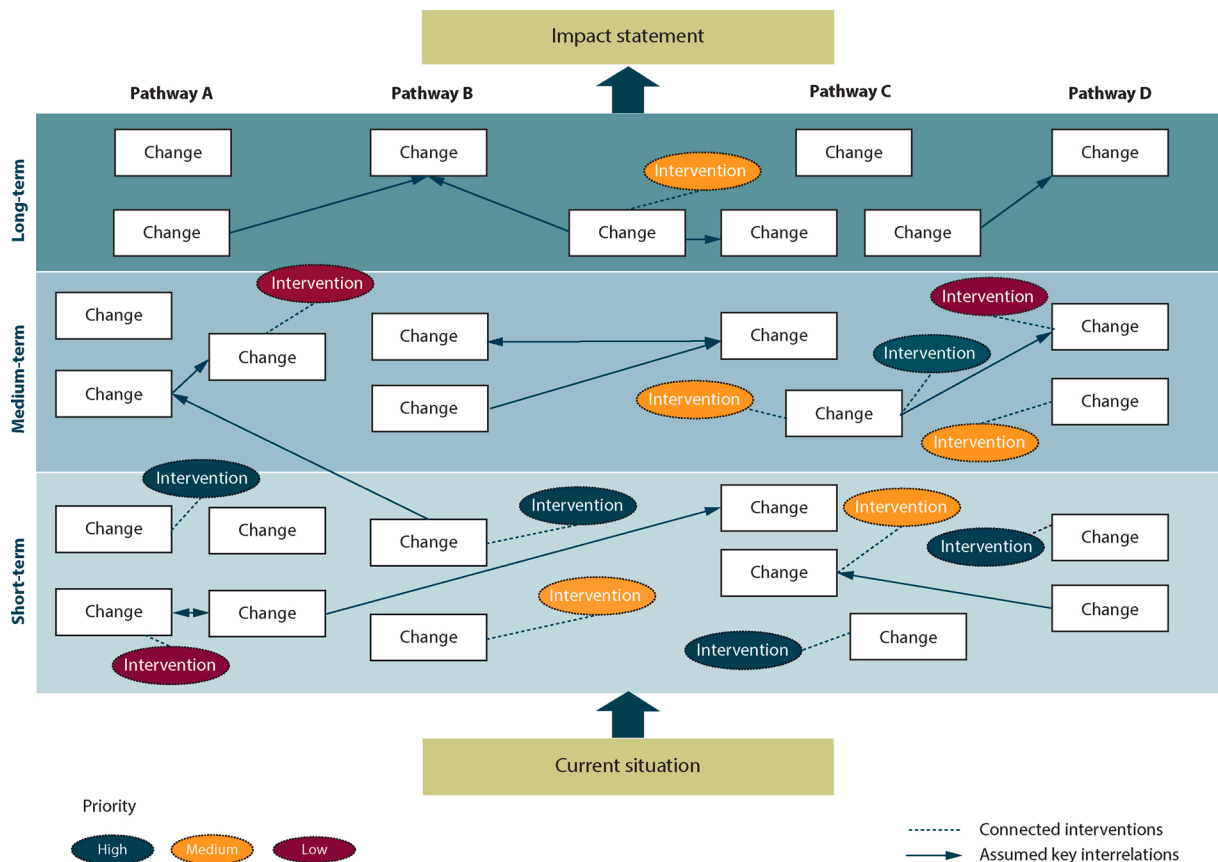 Impact statement
Pathway A
Pathway B
Pathway C
Pathway D
Long-term
Change
Change
Change
Change
Intervention
Change
Change
Change
Change
Medium-term
Intervention
Intervention
Change
Change
Change
Change
Change
Intervention
Change
Change
Intervention
Change
Change
Intervention
Short-term
Intervention
Change
Change
Change
Intervention
Change
Intervention
Intervention
Change
Change
Change
Change
Intervention
Change
Change
Change
Intervention
Intervention
Change
Current situation
Priority
High
Medium
Low
Connected interventions
Assumed key interrelations